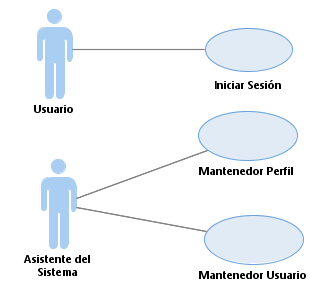 Iniciar Sesión
Usuario
Mantenedor Perfil
Asistente del
Sistema
Mantenedor Usuario